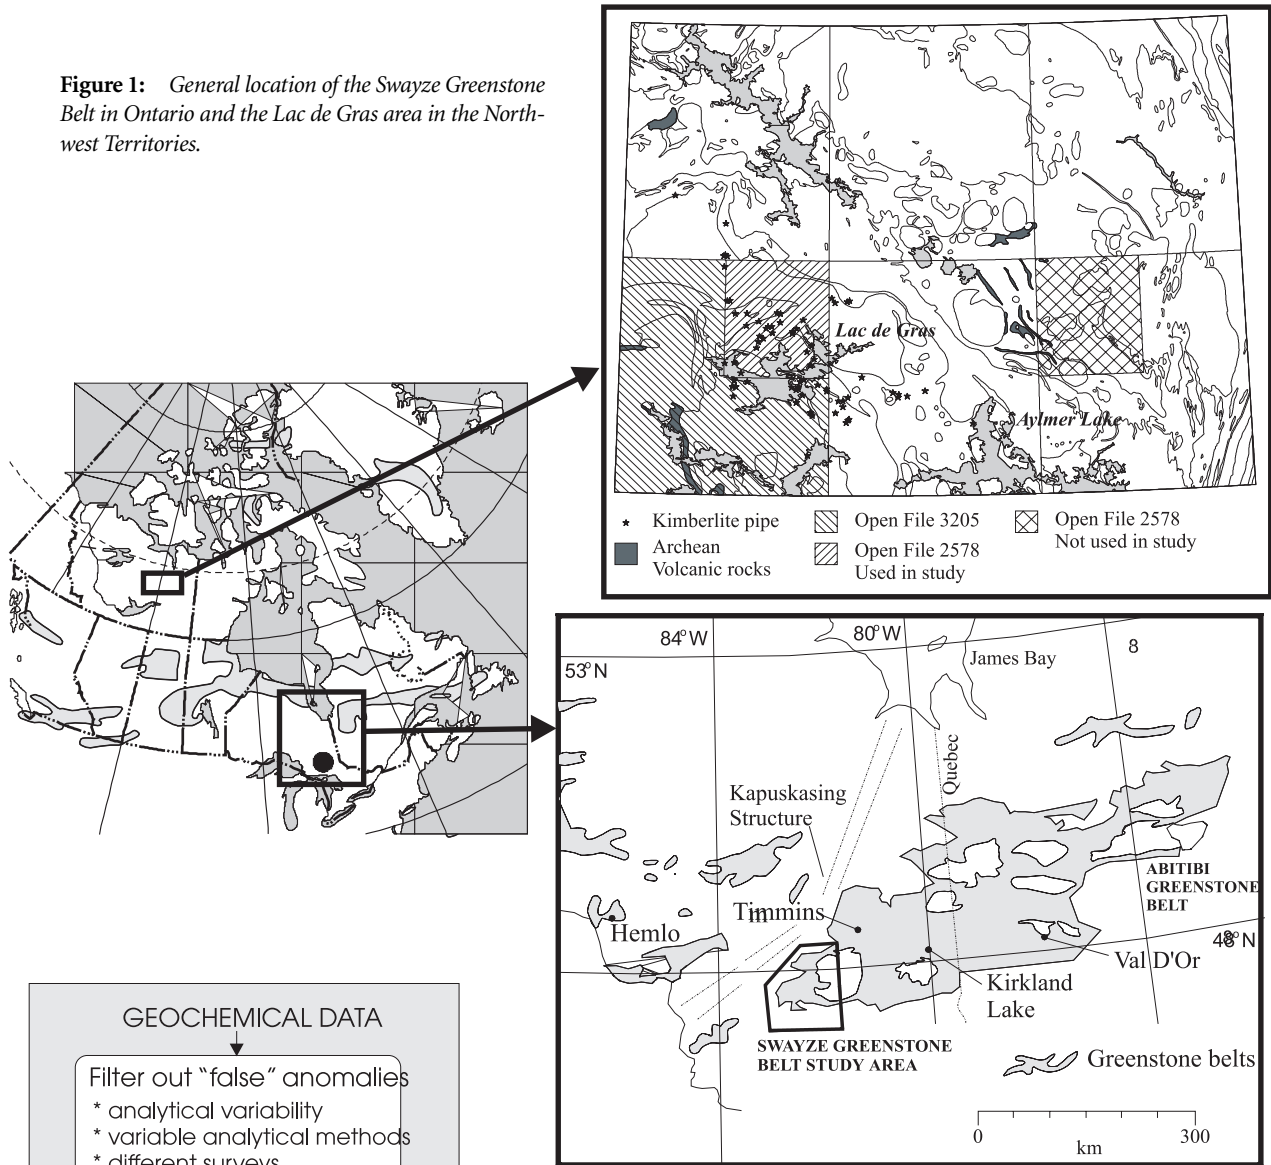 Figure 1: General location of the Swayze Greenstone
Belt in Ontario and the Lac de Gras area in the North-
west Territories.
Lac de Gras
Aylmer Lake
Kimberlite pipe
Archean
Volcanic rocks
Open File 3205
Open File 2578
Used in study
Open File 2578
Not used in study
84°W
80°W
8
53°N
James Bay
Quebec
Kapuskasing
Structure
Timmins
Hemlo
ABITIBI
GREENSTONE
BELT
48°N
Val D'Or
Kirkland
Lake
SWAYZE GREENSTONE
BELT STUDY AREA
Greenstone belts
0 300
km
GEOCHEMICAL DATA
Filter out "false" anomalies
* analytical variability
* variable analytical methods
* different surveys